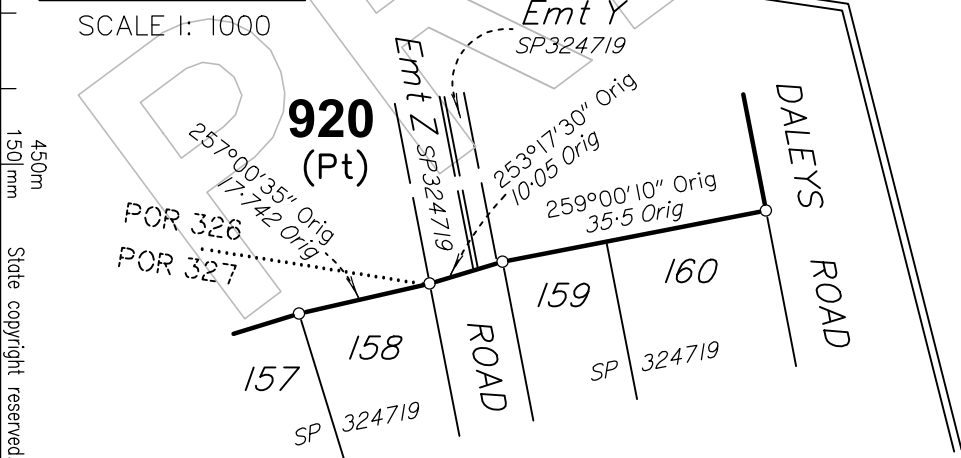 SCALE 1: 1000
Emt Y
SP324719
Emt Z SP324719
920
(Pt)
257°00'35" Orig
17·742 Orig
253°17'30" Orig
10·05 Orig
259°00'10" Orig
35·5 Orig
DALEYS ROAD
POR 326
POR 327
157
158
ROAD
159
160
SP 324719
SP 324719
450m
150mm
State copyright reserved.